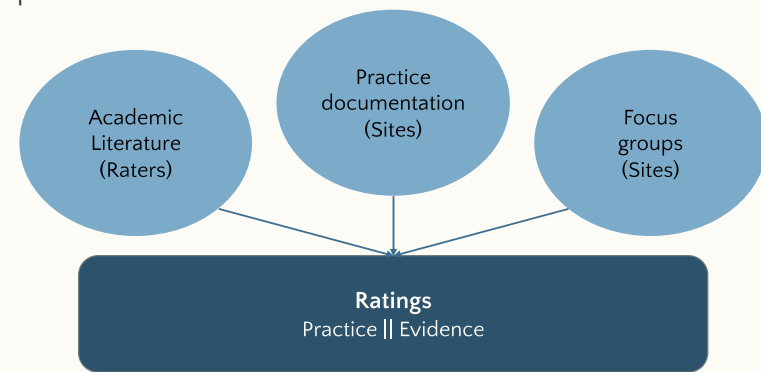 Academic
Literature
(Raters)
Practice
documentation
(Sites)
Focus
groups
(Sites)
Ratings
Practice || Evidence